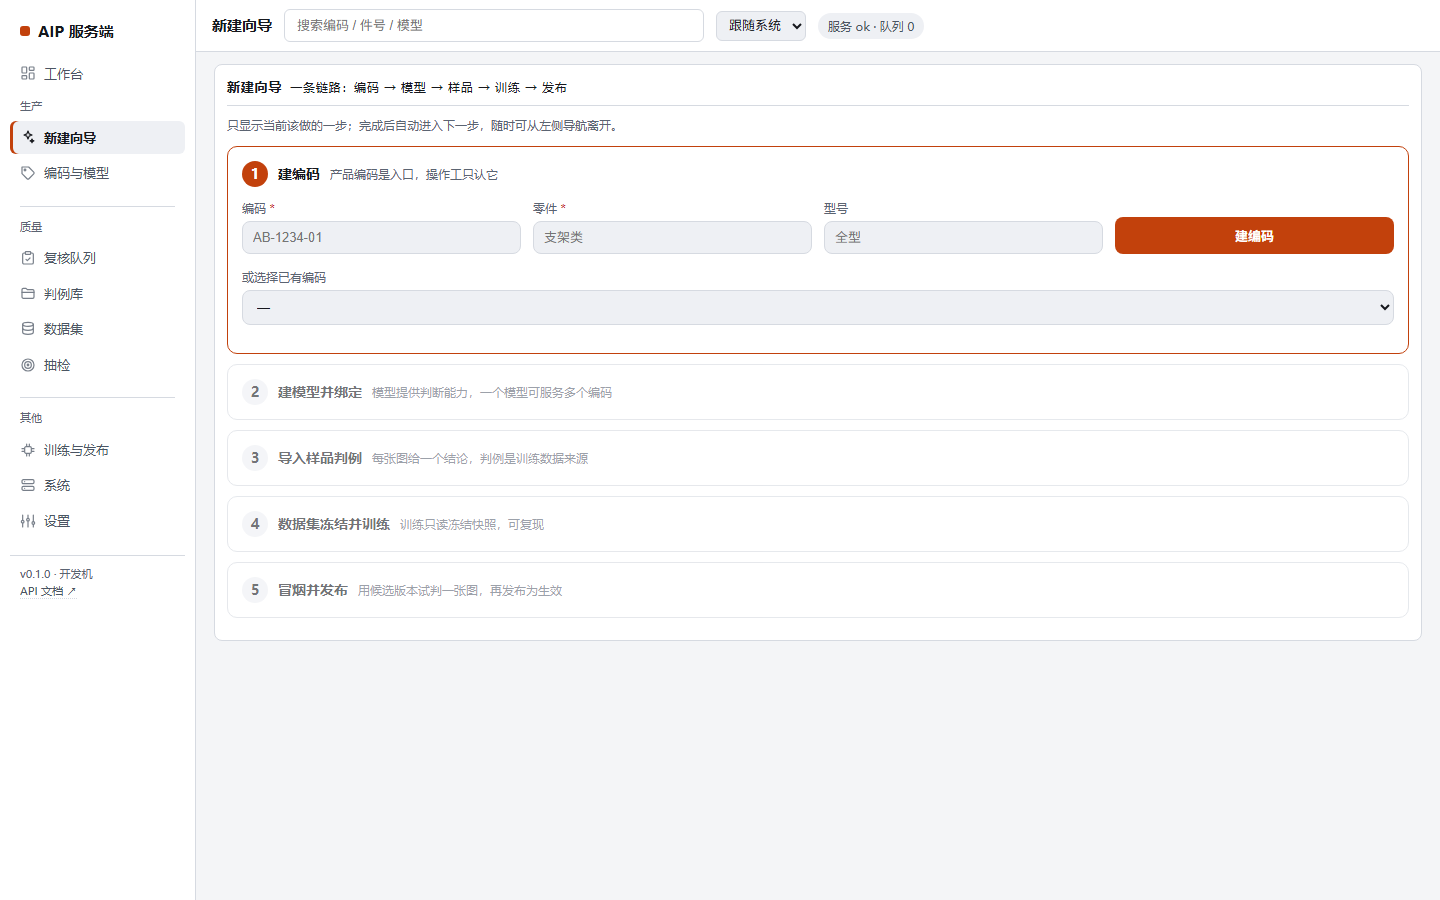 AIP 服务端
工作台
生产
新建向导
编码与模型
质量
复核队列
判例库
数据集
抽检
其他
训练与发布
系统
设置
v0.1.0 · 开发机
API 文档 ↗
新建向导 搜索编码 / 件号 / 模型 跟随系统 服务 ok · 队列 0
新建向导 一条链路：编码 → 模型 → 样品 → 训练 → 发布
只显示当前该做的一步；完成后自动进入下一步，随时可从左侧导航离开。
1 建编码 产品编码是入口，操作工只认它
编码 * 零件 * 型号
AB-1234-01 支架类 全型 建编码
或选择已有编码
—
2 建模型并绑定 模型提供判断能力，一个模型可服务多个编码
3 导入样品判例 每张图给一个结论，判例是训练数据来源
4 数据集冻结并训练 训练只读冻结快照，可复现
5 冒烟并发布 用候选版本试判一张图，再发布为生效